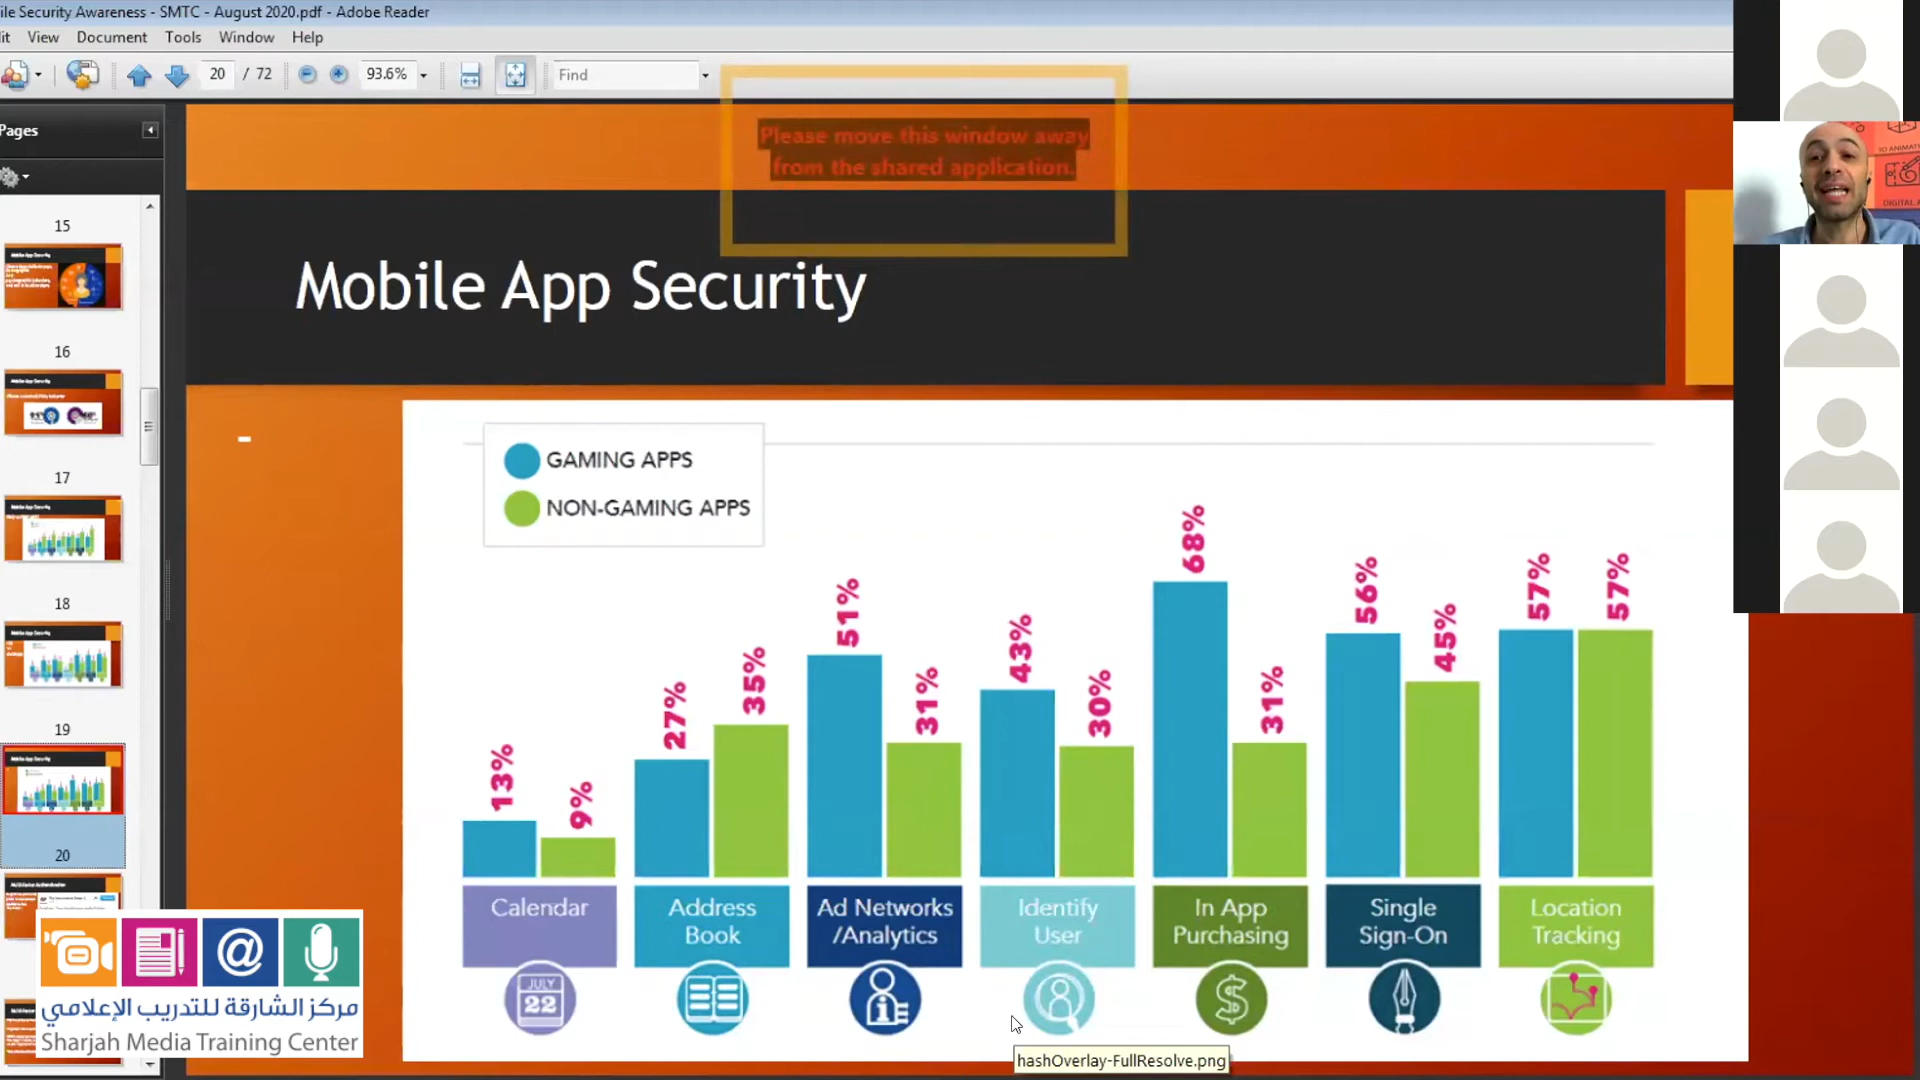 ile Security Awareness - SMTC - August 2020.pdf - Adobe Reader
it View Document Tools Window Help
20 / 72 93.6% Find
Please move this window away
from the shared application.
Pages
15
16
17
18
19
20
Mobile App Security
GAMING APPS
NON-GAMING APPS
13% 9% 27% 35% 51% 31% 43% 30% 68% 31% 56% 45% 57% 57%
Calendar
Address
Book
Ad Networks
/Analytics
Identify
User
In App
Purchasing
Single
Sign-On
Location
Tracking
JULY
22
hashOverlay-FullResolve.png
مركز الشارقة للتدريب الإعلامي
Sharjah Media Training Center
DIGITAL A